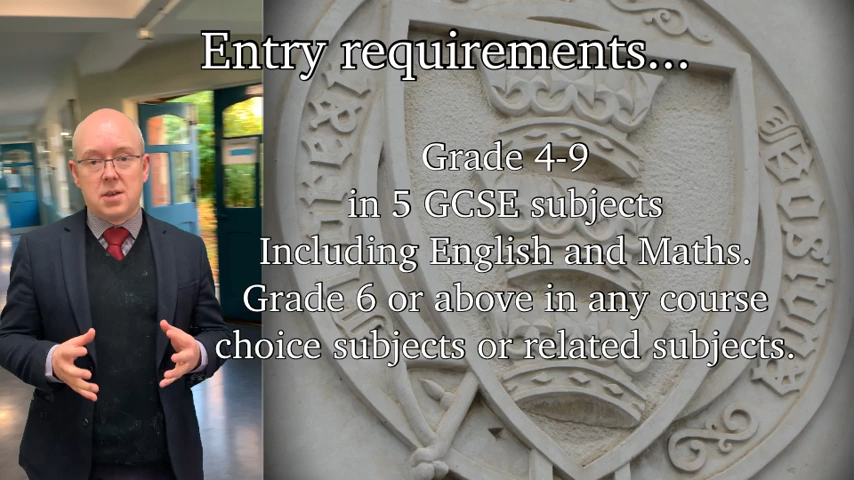 Entry requirements...
Grade 4-9
in 5 GCSE subjects
Including English and Maths.
Grade 6 or above in any course
choice subjects or related subjects.